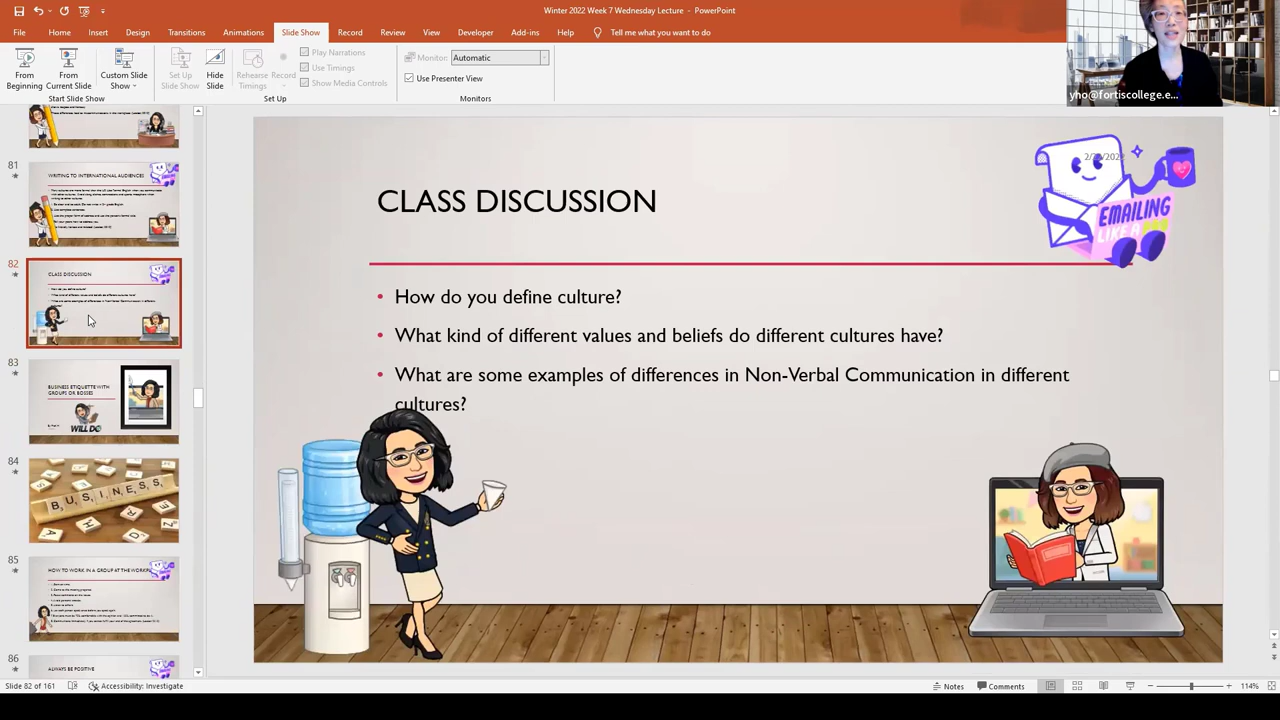 Winter 2022 Week 7 Wednesday Lecture - PowerPoint
File Home Insert Design Transitions Animations Slide Show Record Review View Developer Add-ins Help Tell me what you want to do
From Beginning
From Current Slide
Custom Slide Show
Set Up Slide Show
Hide Slide
Rehearse Timings
Record
Play Narrations
Use Timings
Show Media Controls
Monitor: Automatic
Use Presenter View
Start Slide Show
Set Up
Monitors
yho@fortiscollege.e...
81
WRITING TO INTERNATIONAL AUDIENCES
82
CLASS DISCUSSION
How do you define culture?
83
BUSINESS ETIQUETTE WITH
GROUPS OR BOSSES
WILL DO
84
BUSINESS
85
HOW TO WORK IN A GROUP AT THE
86
ALWAYS BE POSITIVE
CLASS DISCUSSION
EMAILING
LIKE A
• How do you define culture?
• What kind of different values and beliefs do different cultures have?
• What are some examples of differences in Non-Verbal Communication in different
cultures?
Slide 82 of 161
Accessibility: Investigate
Notes
Comments
114%